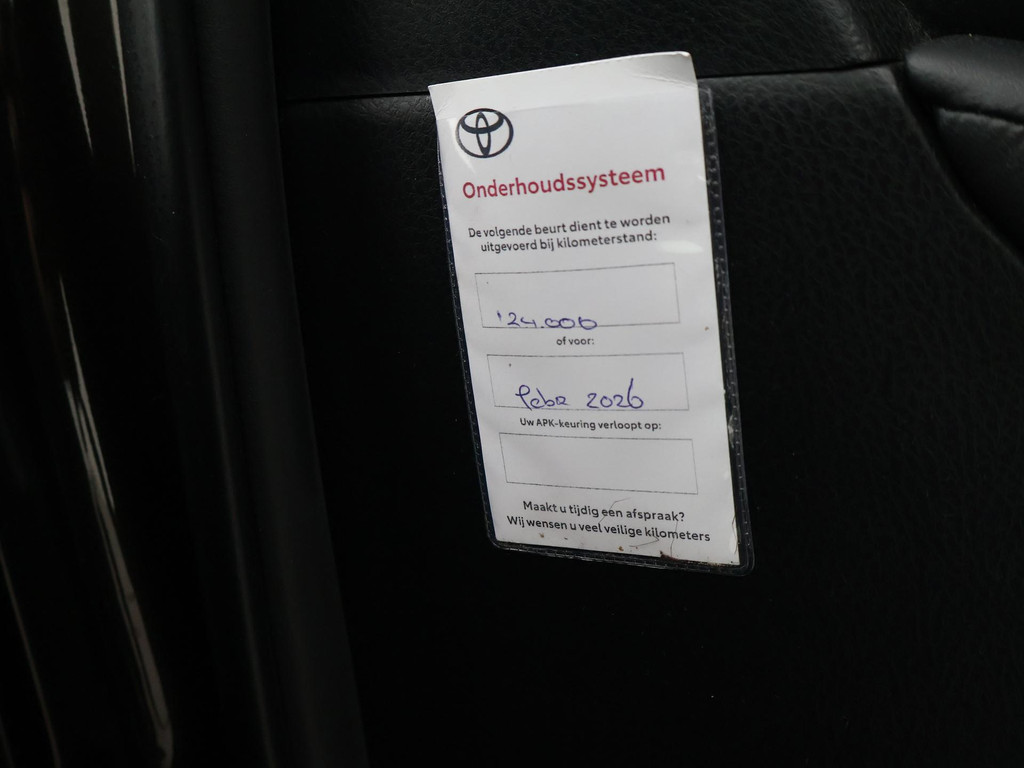 Onderhoudssysteem
De volgende beurt dient te worden
uitgevoerd bij kilometerstand:
'24.000
of voor:
febr 2026
Uw APK-keuring verloopt op:
Maakt u tijdig een afspraak?
Wij wensen u veel veilige kilometers